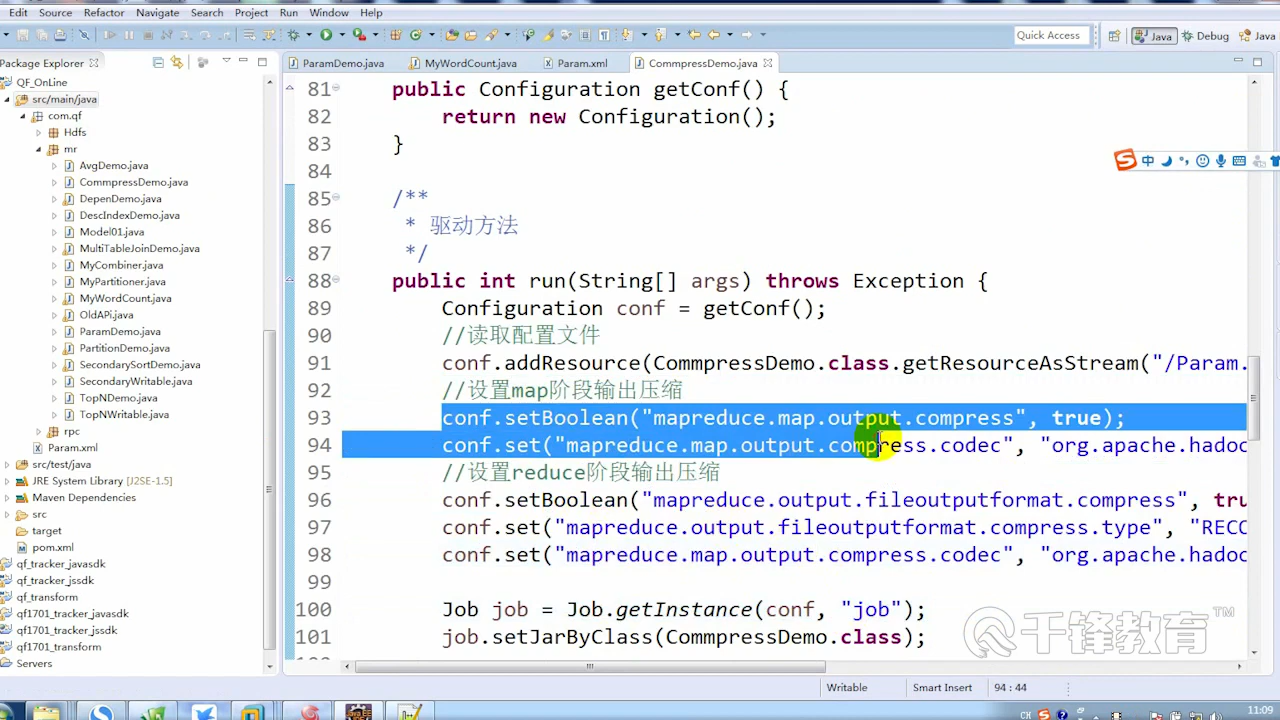 Edit Source Refactor Navigate Search Project Run Window Help
Quick Access Java Debug Java
Package Explorer
ParamDemo.java MyWordCount.java Param.xml CommpressDemo.java
QF_OnLine
src/main/java
com.qf
Hdfs
mr
AvgDemo.java
CommpressDemo.java
DepenDemo.java
DescIndexDemo.java
Model01.java
MultiTableJoinDemo.java
MyCombiner.java
MyPartitioner.java
MyWordCount.java
OldAPi.java
ParamDemo.java
PartitionDemo.java
SecondarySortDemo.java
SecondaryWritable.java
TopNDemo.java
TopNWritable.java
rpc
Param.xml
src/test/java
JRE System Library [J2SE-1.5]
Maven Dependencies
src
target
pom.xml
qf_tracker_javasdk
qf_tracker_jssdk
qf_transform
qf1701_tracker_javasdk
qf1701_tracker_jssdk
qf1701_transform
Servers
81 public Configuration getConf() {
82 return new Configuration();
83 }
84
85 /**
86 * 驱动方法
87 */
88 public int run(String[] args) throws Exception {
89 Configuration conf = getConf();
90 //读取配置文件
91 conf.addResource(CommpressDemo.class.getResourceAsStream("/Param.
92 //设置map阶段输出压缩
93 conf.setBoolean("mapreduce.map.output.compress", true);
94 conf.set("mapreduce.map.output.compress.codec", "org.apache.hadoc
95 //设置reduce阶段输出压缩
96 conf.setBoolean("mapreduce.output.fileoutputformat.compress", tru
97 conf.set("mapreduce.output.fileoutputformat.compress.type", "RECO
98 conf.set("mapreduce.map.output.compress.codec", "org.apache.hadoc
99
100 Job job = Job.getInstance(conf, "job");
101 job.setJarByClass(CommpressDemo.class);
中
千锋教育 TM
Writable Smart Insert 94 : 44
CH 11:09